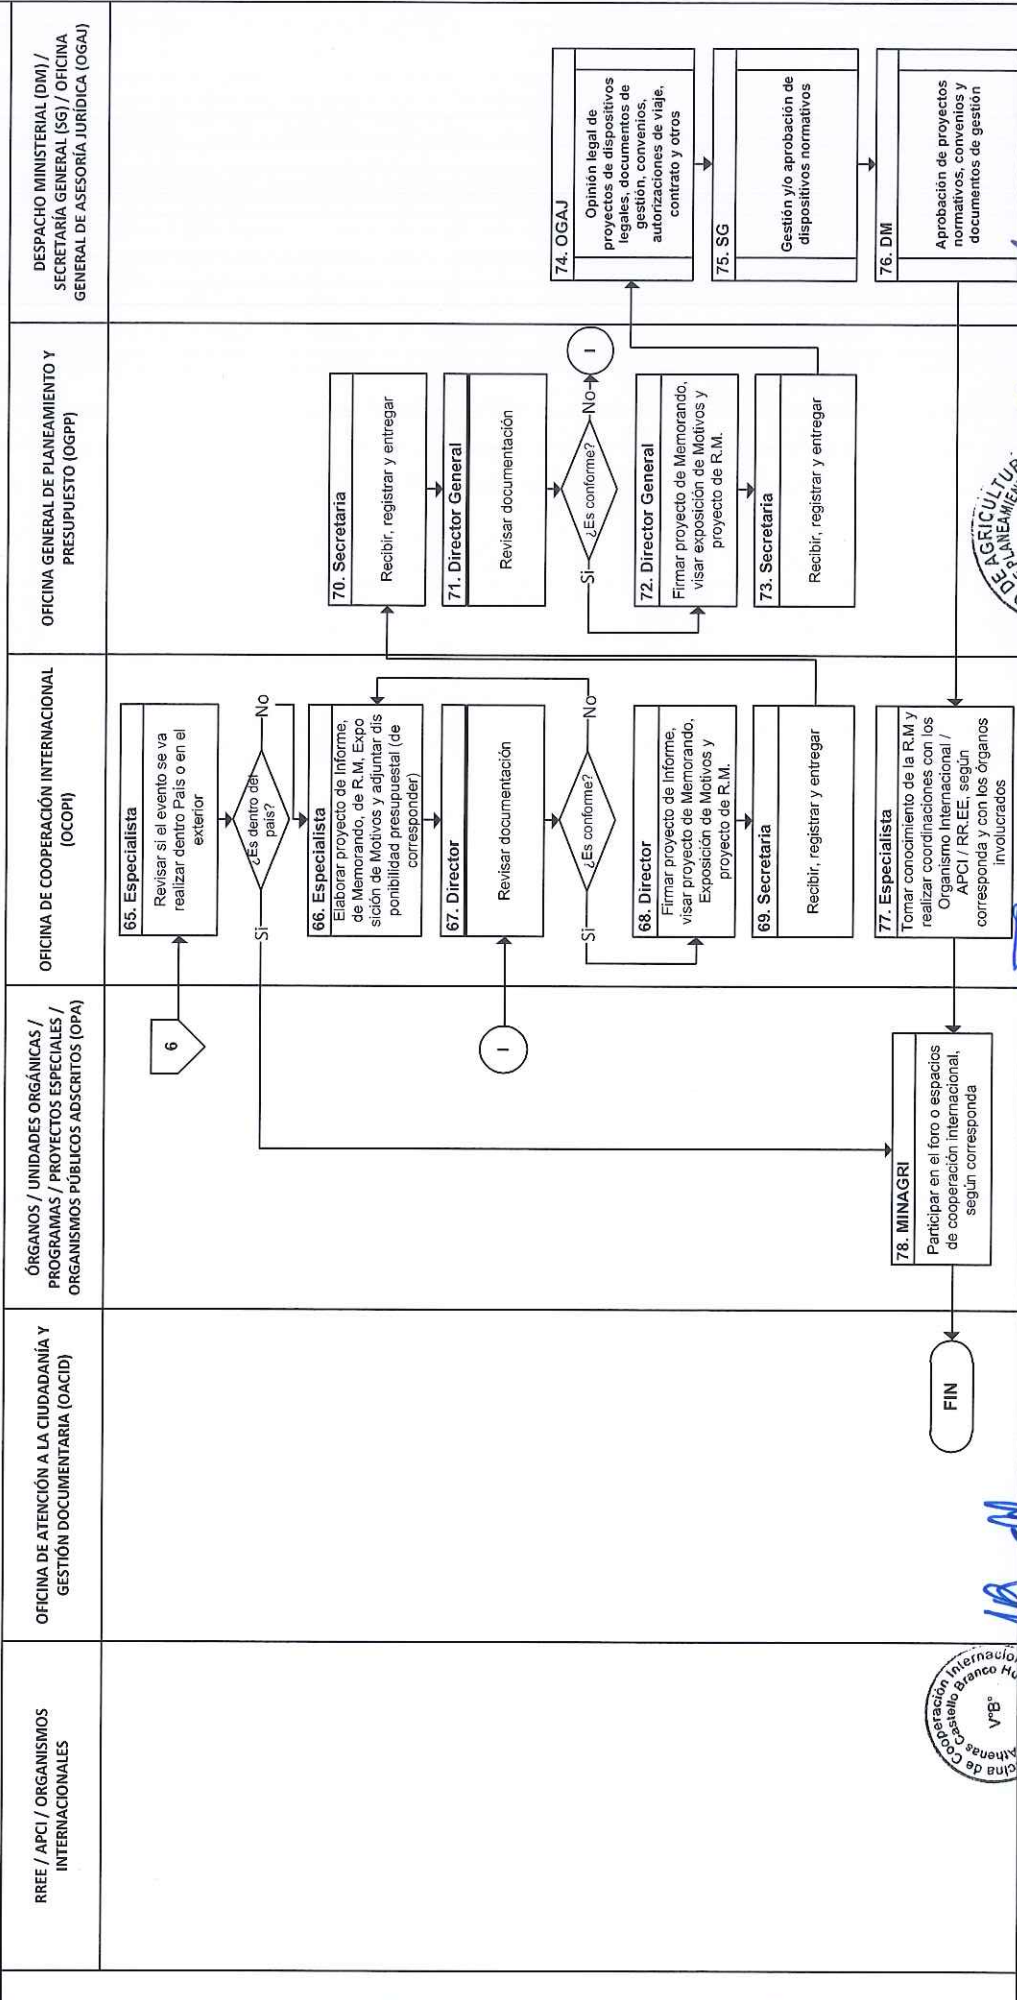 RREE / APCI / ORGANISMOS
INTERNACIONALES
OFICINA DE ATENCIÓN A LA CIUDADANÍA Y
GESTIÓN DOCUMENTARIA (OACID)
ÓRGANOS / UNIDADES ORGÁNICAS /
PROGRAMAS / PROYECTOS ESPECIALES /
ORGANISMOS PÚBLICOS ADSCRITOS (OPA)
OFICINA DE COOPERACIÓN INTERNACIONAL
(OCOPI)
OFICINA GENERAL DE PLANEAMIENTO Y
PRESUPUESTO (OGPP)
DESPACHO MINISTERIAL (DM) /
SECRETARÍA GENERAL (SG) / OFICINA
GENERAL DE ASESORÍA JURÍDICA (OGAJ)
6
65. Especialista
Revisar si el evento se va
realizar dentro País o en el
exterior
¿Es dentro del
país?
Si
No
66. Especialista
Elaborar proyecto de Informe,
de Memorando, de R.M, Expo
sición de Motivos y adjuntar dis
ponibilidad presupuestal (de
corresponder)
I
67. Director
Revisar documentación
¿Es conforme?
Si
No
68. Director
Firmar proyecto de Informe,
visar proyecto de Memorando,
Exposición de Motivos y
proyecto de R.M.
69. Secretaria
Recibir, registrar y entregar
70. Secretaria
Recibir, registrar y entregar
71. Director General
Revisar documentación
¿Es conforme?
Si
No
I
72. Director General
Firmar proyecto de Memorando,
visar exposición de Motivos y
proyecto de R.M.
73. Secretaria
Recibir, registrar y entregar
74. OGAJ
Opinión legal de
proyectos de dispositivos
legales, documentos de
gestión, convenios,
autorizaciones de viaje,
contrato y otros
75. SG
Gestión y/o aprobación de
dispositivos normativos
76. DM
Aprobación de proyectos
normativos, convenios y
documentos de gestión
77. Especialista
Tomar conocimiento de la R.M y
realizar coordinaciones con los
Organismo Internacional /
APCI / RR.EE, según
corresponda y con los órganos
involucrados
78. MINAGRI
Participar en el foro o espacios
de cooperación internacional,
según corresponda
FIN
de Cooperación
Athenas Castello Branco
V°B°
DE AGRICULTUR